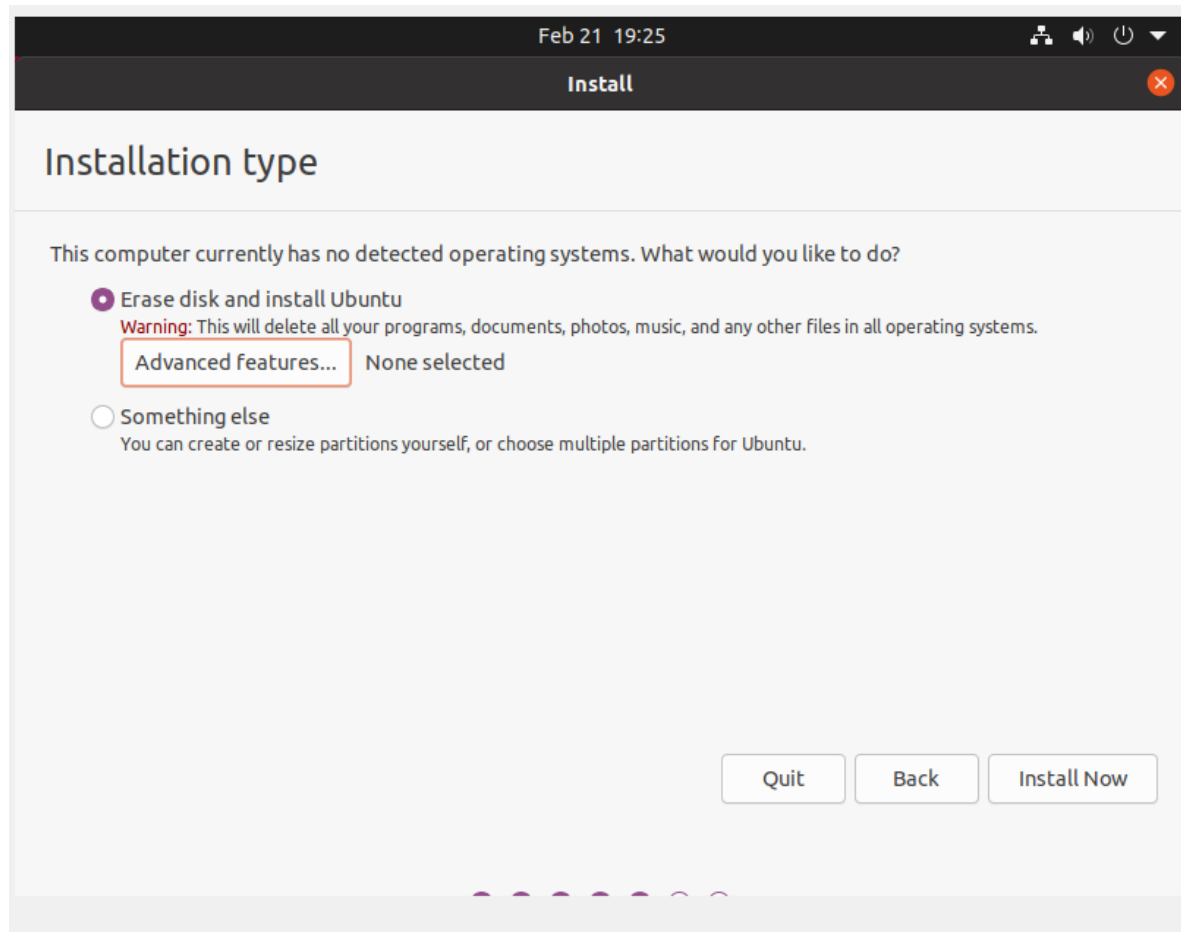 Feb 21 19:25
Install
Installation type
This computer currently has no detected operating systems. What would you like to do?
Erase disk and install Ubuntu
Warning: This will delete all your programs, documents, photos, music, and any other files in all operating systems.
Advanced features... None selected
Something else
You can create or resize partitions yourself, or choose multiple partitions for Ubuntu.
Quit Back Install Now